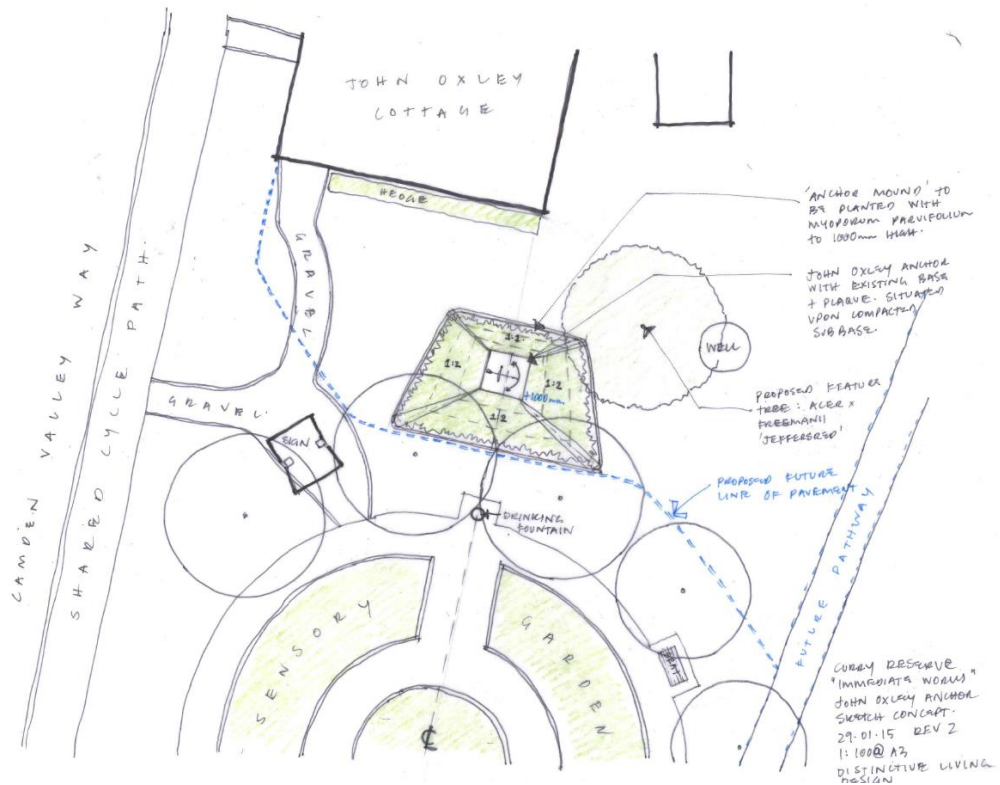 JOHN OXLEY
COTTAGE
HEDGE
GRAVEL
'ANCHOR MOUND' TO
BE PLANTED WITH
MYOPORUM PARVIFOLIUM
TO 1000mm HIGH.
JOHN OXLEY ANCHOR
WITH EXISTING BASE
+ PLAQUE. SITUATED
UPON COMPACTED
SUBBASE.
WELL
1:2
1:2
1:2
1:2
+1000mm
PROPOSED FEATURE
TREE: ACER X
FREEMANII
'JEFFERSRED'
GRAVEL
SIGN
PROPOSED FUTURE
LINE OF PAVEMENT
DRINKING
FOUNTAIN
CAMDEN VALLEY WAY
SHARED CYCLE PATH
FUTURE PATHWAY
SENSORY
GARDEN
SEAT
CURRY RESERVE
"IMMEDIATE WORKS"
JOHN OXLEY ANCHOR
SKETCH CONCEPT.
29.01.15 REV 2
1:100@ A3
DISTINCTIVE LIVING
DESIGN